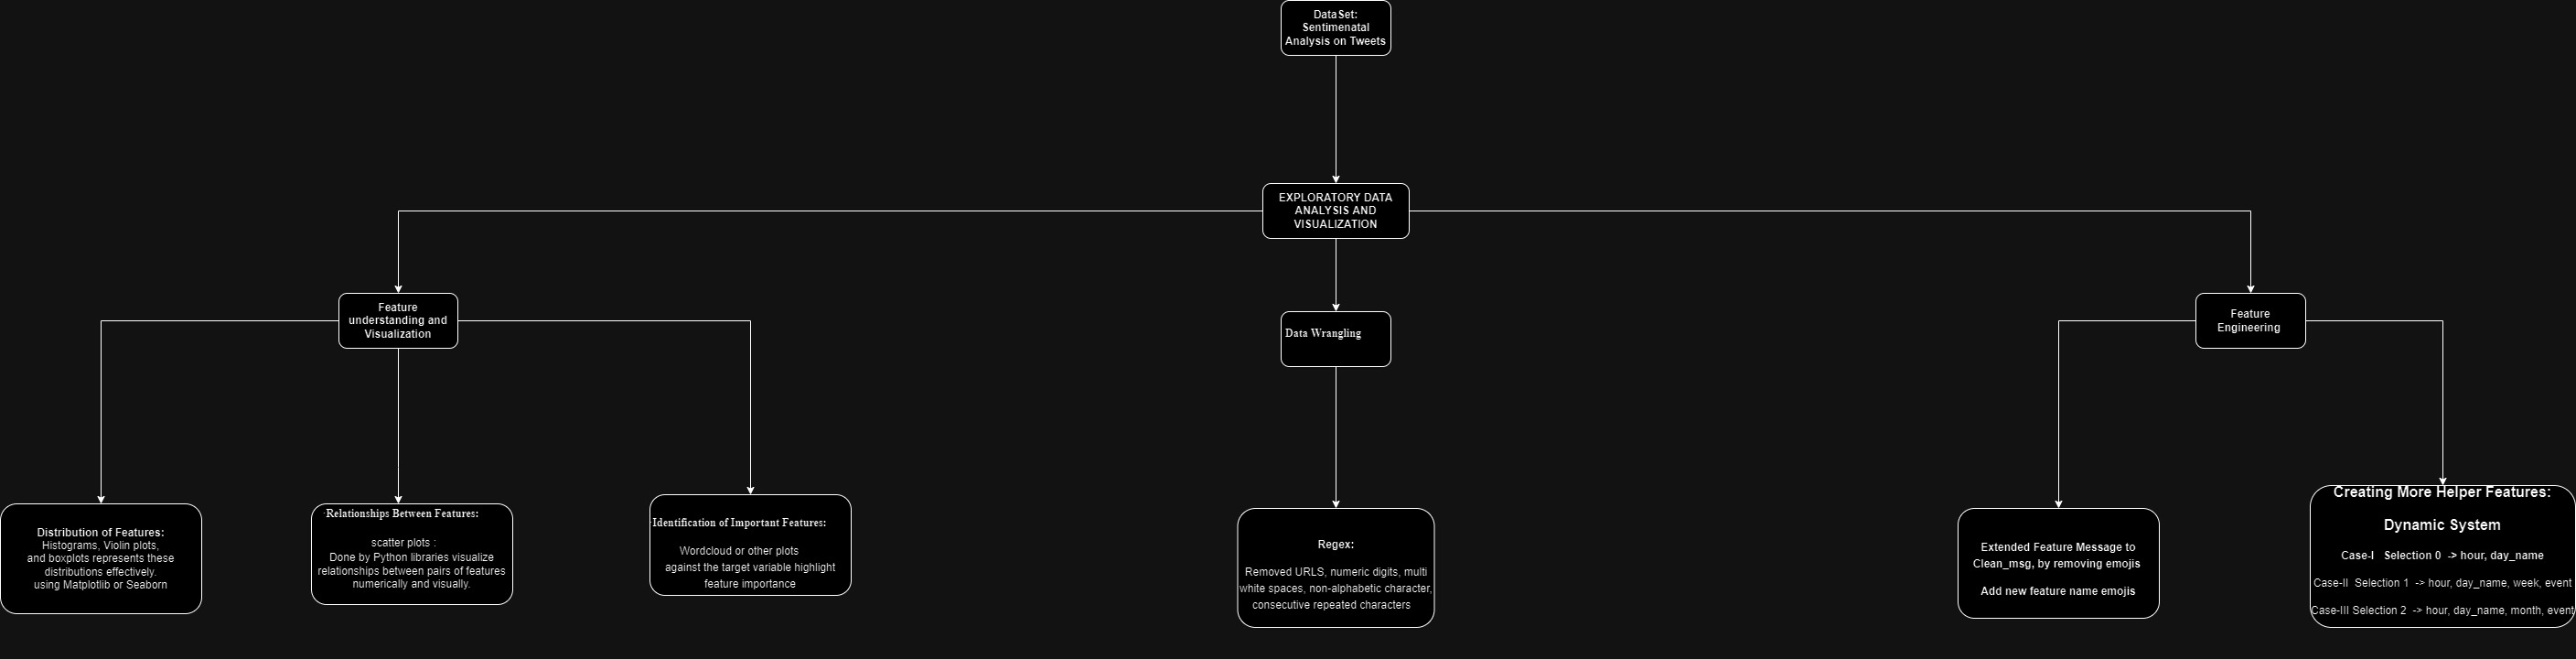 DataSet:
Sentimenatal
Analysis on Tweets
EXPLORATORY DATA
ANALYSIS AND
VISUALIZATION
Feature
understanding and
Visualization
Data Wrangling
Feature
Engineering
Distribution of Features:
Histograms, Violin plots,
and boxplots represents these
distributions effectively.
using Matplotlib or Seaborn
·Relationships Between Features:
scatter plots :
Done by Python libraries visualize
relationships between pairs of features
numerically and visually.
·Identification of Important Features:
Wordcloud or other plots
against the target variable highlight
feature importance
Regex:
Removed URLS, numeric digits, multi
white spaces, non-alphabetic character,
consecutive repeated characters
Extended Feature Message to
Clean_msg, by removing emojis
Add new feature name emojis
Creating More Helper Features:
Dynamic System
Case-I Selection 0 -> hour, day_name
Case-II Selection 1 -> hour, day_name, week, event
Case-III Selection 2 -> hour, day_name, month, event